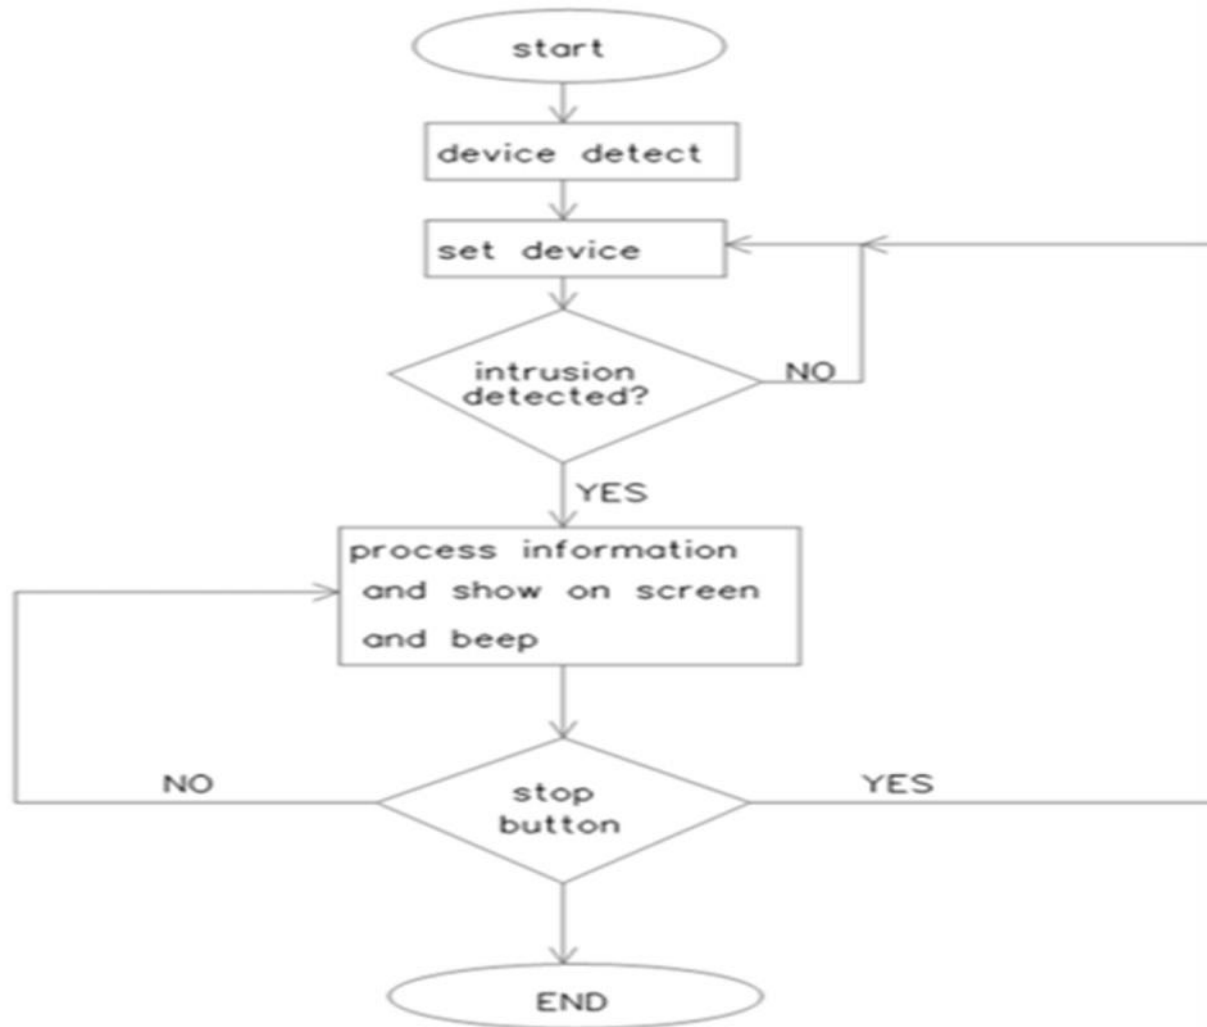 start
device detect
set device
intrusion
detected?
NO
YES
process information
and show on screen
and beep
NO
stop
button
YES
END